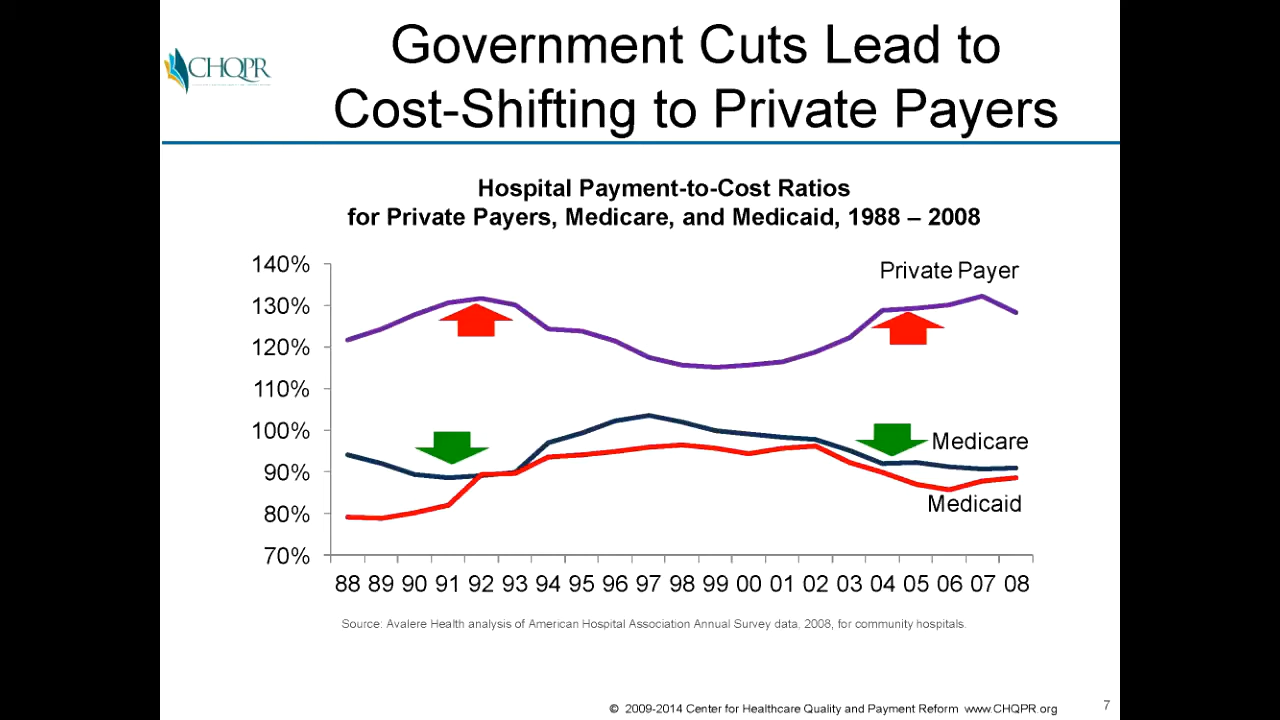 Government Cuts Lead to
Cost-Shifting to Private Payers
CHQPR
Hospital Payment-to-Cost Ratios
for Private Payers, Medicare, and Medicaid, 1988 – 2008
140%
130%
120%
110%
100%
90%
80%
70%
Private Payer
Medicare
Medicaid
88 89 90 91 92 93 94 95 96 97 98 99 00 01 02 03 04 05 06 07 08
Source: Avalere Health analysis of American Hospital Association Annual Survey data, 2008, for community hospitals.
© 2009-2014 Center for Healthcare Quality and Payment Reform www.CHQPR.org
7